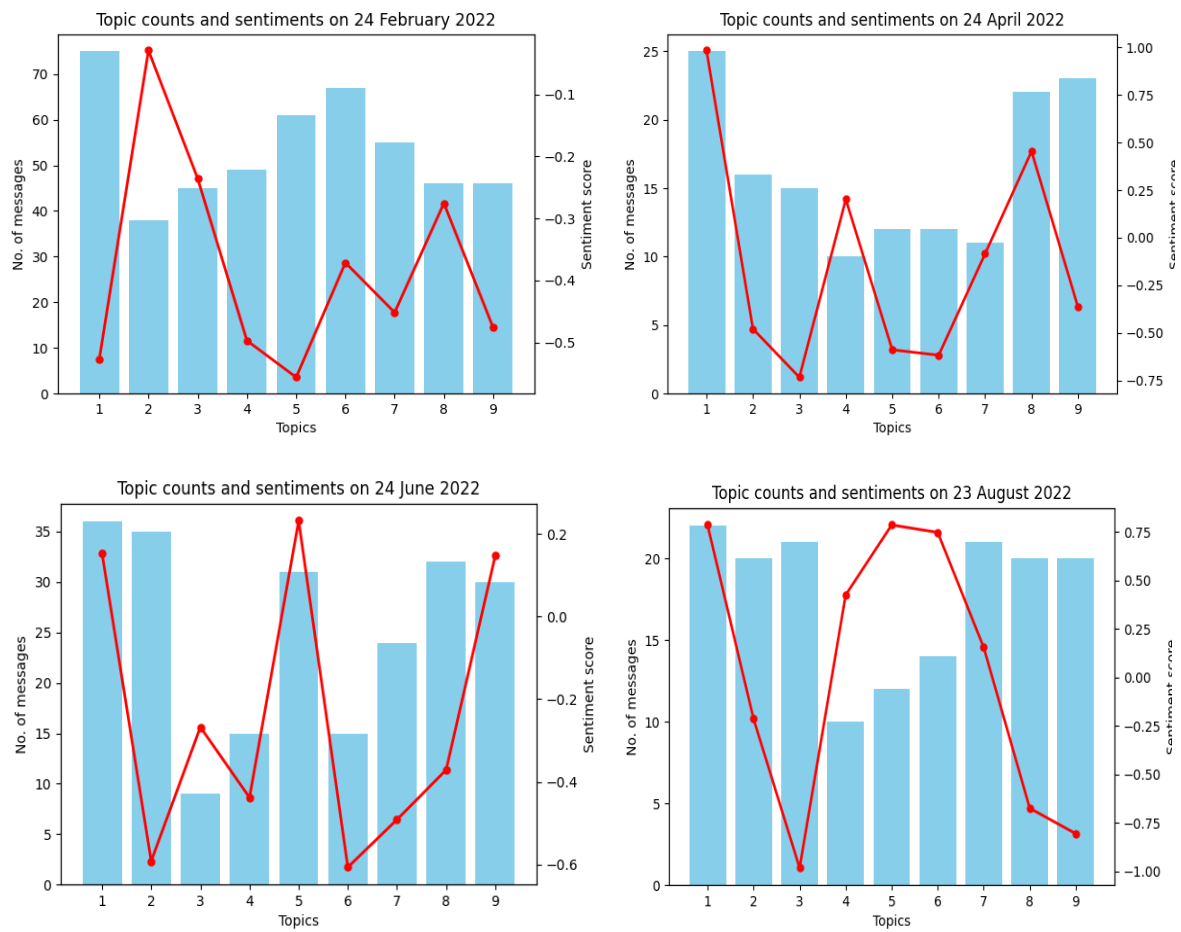 Topic counts and sentiments on 24 February 2022
No. of messages
70
60
50
40
30
20
10
0
−0.1
−0.2
−0.3
−0.4
−0.5
Sentiment score
1 2 3 4 5 6 7 8 9
Topics
Topic counts and sentiments on 24 April 2022
No. of messages
25
20
15
10
5
0
1.00
0.75
0.50
0.25
0.00
−0.25
−0.50
−0.75
Sentiment score
1 2 3 4 5 6 7 8 9
Topics
Topic counts and sentiments on 24 June 2022
No. of messages
35
30
25
20
15
10
5
0
0.2
0.0
−0.2
−0.4
−0.6
Sentiment score
1 2 3 4 5 6 7 8 9
Topics
Topic counts and sentiments on 23 August 2022
No. of messages
20
15
10
5
0
0.75
0.50
0.25
0.00
−0.25
−0.50
−0.75
−1.00
Sentiment score
1 2 3 4 5 6 7 8 9
Topics